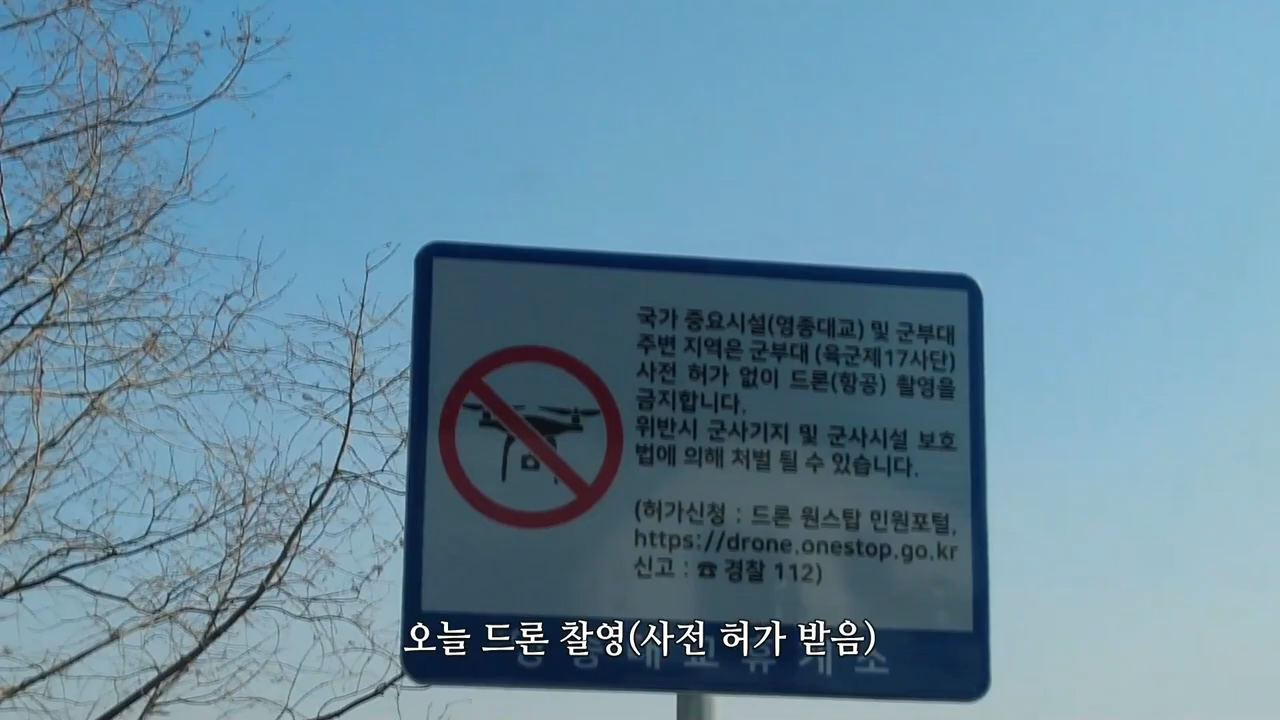 국가 중요시설(영종대교) 및 군부대
주변 지역은 군부대 (육군제17사단)
사전 허가 없이 드론(항공) 촬영을
금지합니다.
위반시 군사기지 및 군사시설 보호
법에 의해 처벌 될 수 있습니다.
(허가신청 : 드론 원스탑 민원포털,
https://drone.onestop.go.kr
신고 : ☎ 경찰 112)
오늘 드론 찰영(사전 허가 받음)